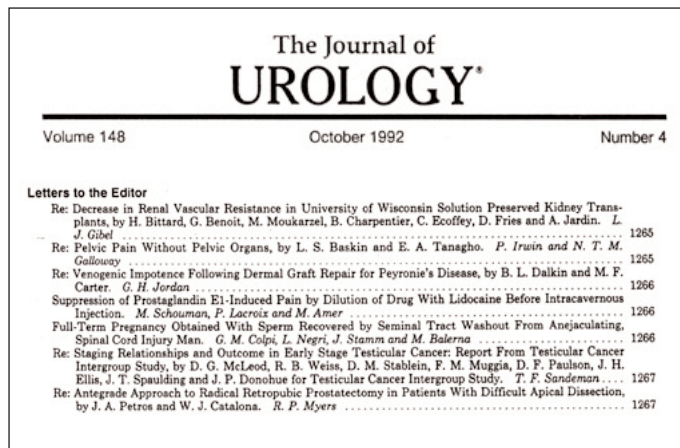 The Journal of
UROLOGY®
Volume 148 October 1992 Number 4
Letters to the Editor
Re: Decrease in Renal Vascular Resistance in University of Wisconsin Solution Preserved Kidney Trans-
plants, by H. Bittard, G. Benoit, M. Moukarzel, B. Charpentier, C. Ecoffey, D. Fries and A. Jardin. L.
J. Gibel ........ 1265
Re: Pelvic Pain Without Pelvic Organs, by L. S. Baskin and E. A. Tanagho. P. Irwin and N. T. M.
Galloway ........ 1265
Re: Venogenic Impotence Following Dermal Graft Repair for Peyronie's Disease, by B. L. Dalkin and M. F.
Carter. G. H. Jordan ........ 1266
Suppression of Prostaglandin E1-Induced Pain by Dilution of Drug With Lidocaine Before Intracavernous
Injection. M. Schouman, P. Lacroix and M. Amer ........ 1266
Full-Term Pregnancy Obtained With Sperm Recovered by Seminal Tract Washout From Anejaculating,
Spinal Cord Injury Man. G. M. Colpi, L. Negri, J. Stamm and M. Balerna ........ 1266
Re: Staging Relationships and Outcome in Early Stage Testicular Cancer: Report From Testicular Cancer
Intergroup Study, by D. G. McLeod, R. B. Weiss, D. M. Stablein, F. M. Muggia, D. F. Paulson, J. H.
Ellis, J. T. Spaulding and J. P. Donohue for Testicular Cancer Intergroup Study. T. F. Sandeman .... 1267
Re: Antegrade Approach to Radical Retropubic Prostatectomy in Patients With Difficult Apical Dissection,
by J. A. Petros and W. J. Catalona. R. P. Myers ........ 1267